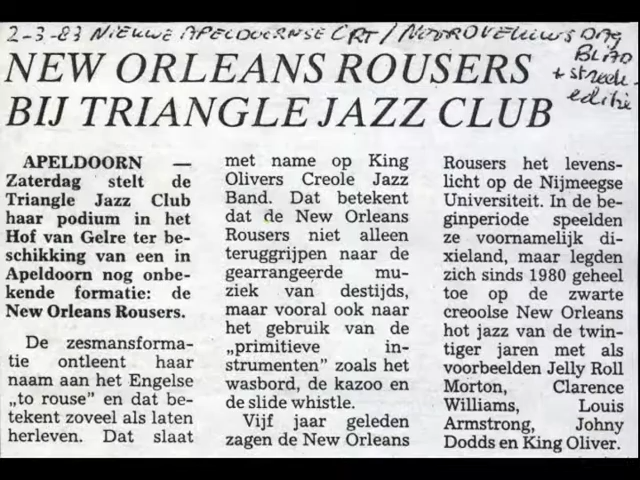 2-3-83 NIEUWE APELDOORNSE CRT/NOORDVELUWS DAG
BLAD
+ streek-
editie
NEW ORLEANS ROUSERS
BIJ TRIANGLE JAZZ CLUB
APELDOORN —
Zaterdag stelt de
Triangle Jazz Club
haar podium in het
Hof van Gelre ter be-
schikking van een in
Apeldoorn nog onbe-
kende formatie: de
New Orleans Rousers.
De zesmansforma-
tie ontleent haar
naam aan het Engelse
„to rouse” en dat be-
tekent zoveel als laten
herleven. Dat slaat
met name op King
Olivers Creole Jazz
Band. Dat betekent
dat de New Orleans
Rousers niet alleen
teruggrijpen naar de
gearrangeerde mu-
ziek van destijds,
maar vooral ook naar
het gebruik van de
„primitieve in-
strumenten” zoals het
wasbord, de kazoo en
de slide whistle.
Vijf jaar geleden
zagen de New Orleans
Rousers het levens-
licht op de Nijmeegse
Universiteit. In de be-
ginperiode speelden
ze voornamelijk di-
xieland, maar legden
zich sinds 1980 geheel
toe op de zwarte
creoolse New Orleans
hot jazz van de twin-
tiger jaren met als
voorbeelden Jelly Roll
Morton, Clarence
Williams, Louis
Armstrong, Johny
Dodds en King Oliver.